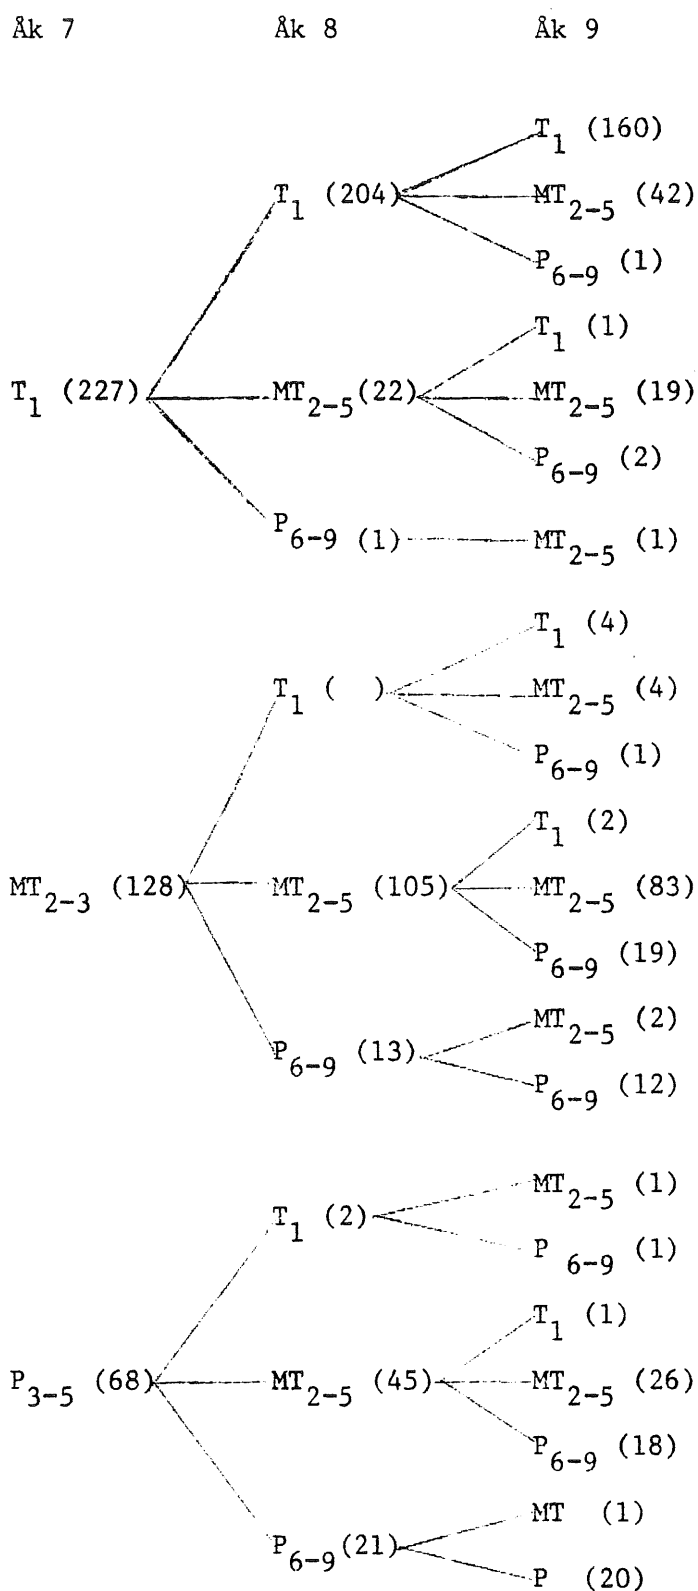 Åk 7 Åk 8 Åk 9
T1 (160)
T1 (204) MT2-5 (42)
P6-9 (1)
T1 (1)
T1 (227) MT2-5 (22) MT2-5 (19)
P6-9 (2)
P6-9 (1) MT2-5 (1)
T1 (4)
T1 ( ) MT2-5 (4)
P6-9 (1)
T1 (2)
MT2-3 (128) MT2-5 (105) MT2-5 (83)
P6-9 (19)
P6-9 (13) MT2-5 (2)
P6-9 (12)
T1 (2) MT2-5 (1)
P 6-9 (1)
T1 (1)
P3-5 (68) MT2-5 (45) MT2-5 (26)
P6-9 (18)
P6-9 (21) MT (1)
P (20)